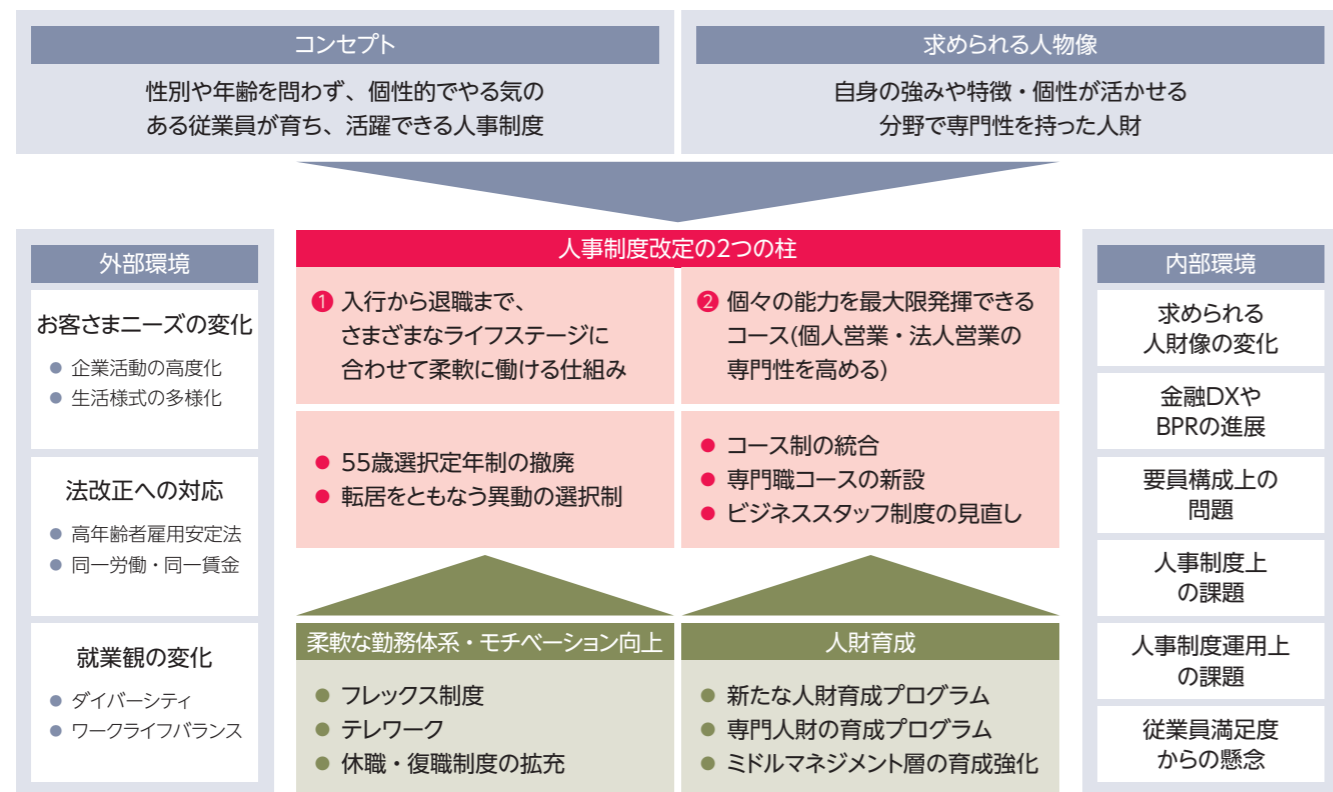 コンセプト
性別や年齢を問わず、個性的でやる気の
ある従業員が育ち、活躍できる人事制度
求められる人物像
自身の強みや特徴・個性が活かせる
分野で専門性を持った人財
外部環境
お客さまニーズの変化
● 企業活動の高度化
● 生活様式の多様化
法改正への対応
● 高年齢者雇用安定法
● 同一労働・同一賃金
就業観の変化
● ダイバーシティ
● ワークライフバランス
人事制度改定の2つの柱
❶ 入行から退職まで、
さまざまなライフステージに
合わせて柔軟に働ける仕組み
● 55歳選択定年制の撤廃
● 転居をともなう異動の選択制
❷ 個々の能力を最大限発揮できる
コース(個人営業・法人営業の
専門性を高める)
● コース制の統合
● 専門職コースの新設
● ビジネススタッフ制度の見直し
柔軟な勤務体系・モチベーション向上
● フレックス制度
● テレワーク
● 休職・復職制度の拡充
人財育成
● 新たな人財育成プログラム
● 専門人財の育成プログラム
● ミドルマネジメント層の育成強化
内部環境
求められる
人財像の変化
金融DXや
BPRの進展
要員構成上の
問題
人事制度上
の課題
人事制度運用上
の課題
従業員満足度
からの懸念